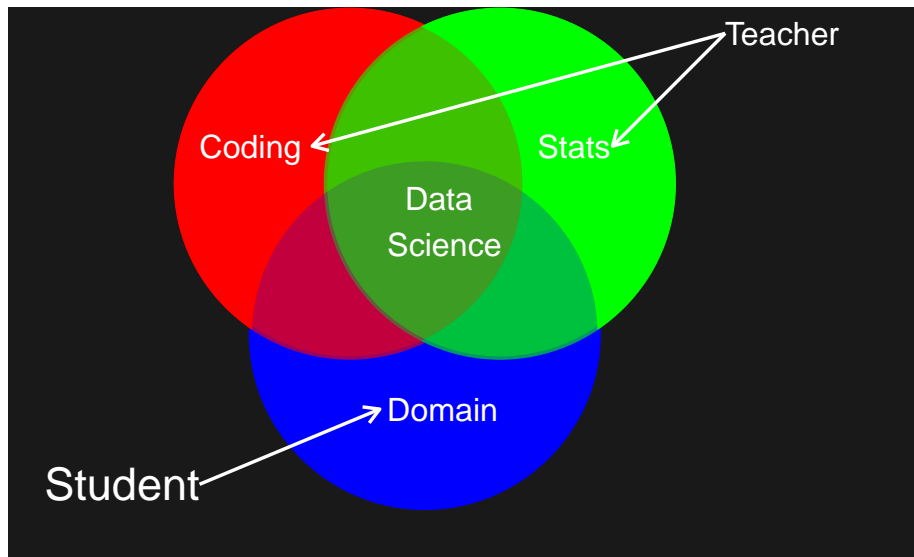 Teacher
Coding
Stats
Data
Science
Domain
Student